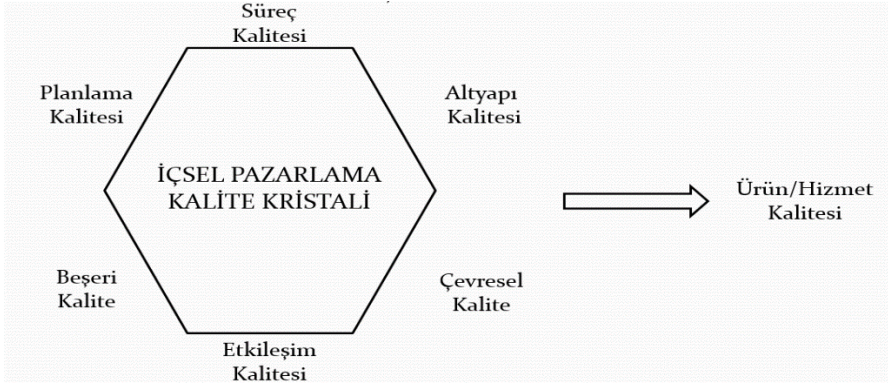 Süreç
Kalitesi
Planlama
Kalitesi
Altyapı
Kalitesi
İÇSEL PAZARLAMA
KALİTE KRİSTALİ
Ürün/Hizmet
Kalitesi
Beşeri
Kalite
Çevresel
Kalite
Etkileşim
Kalitesi